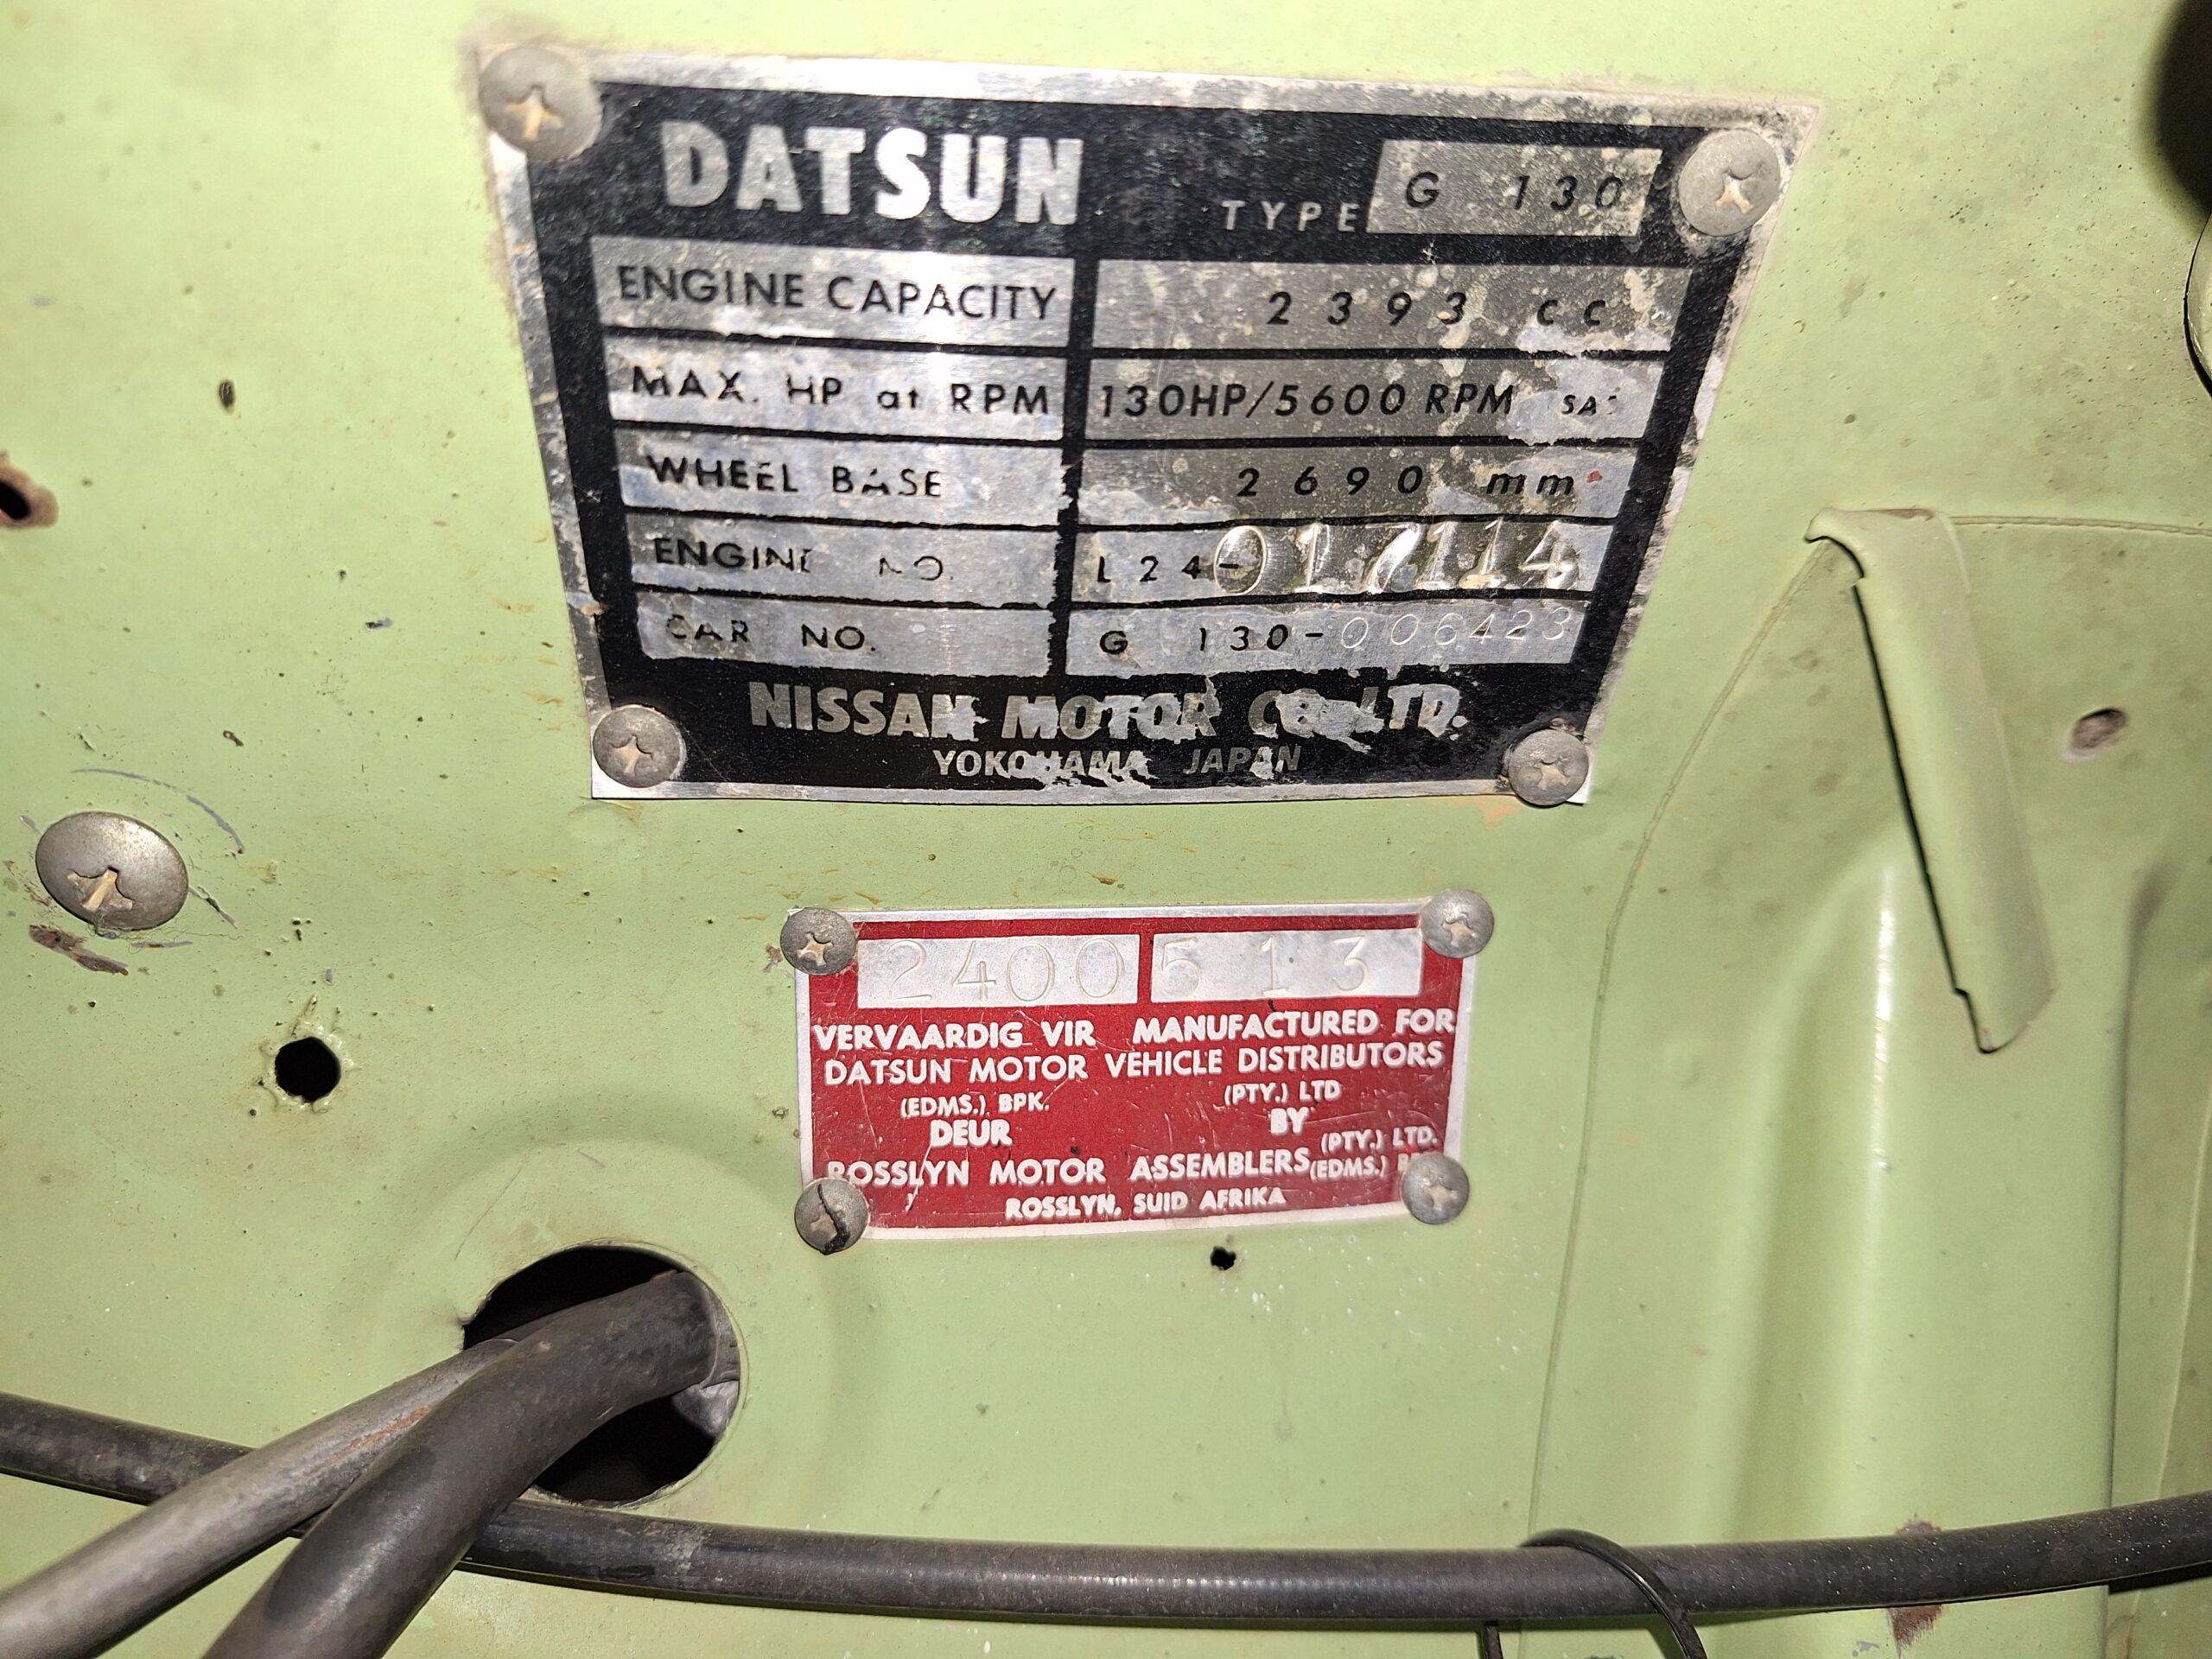 DATSUN TYPE G 130
ENGINE CAPACITY 2393 cc
MAX. HP at RPM 130HP/5600 RPM
WHEEL BASE 2690 mm
ENGINE NO. L24-017114
CAR NO. G 130-006423
NISSAN MOTOR CO. LTD.
YOKOHAMA JAPAN
2400 513
VERVAARDIG VIR MANUFACTURED FOR
DATSUN MOTOR VEHICLE DISTRIBUTORS
(EDMS.) BPK. (PTY.) LTD
DEUR BY
(PTY.) LTD.
ROSSLYN MOTOR ASSEMBLERS (EDMS.)
ROSSLYN, SUID AFRIKA